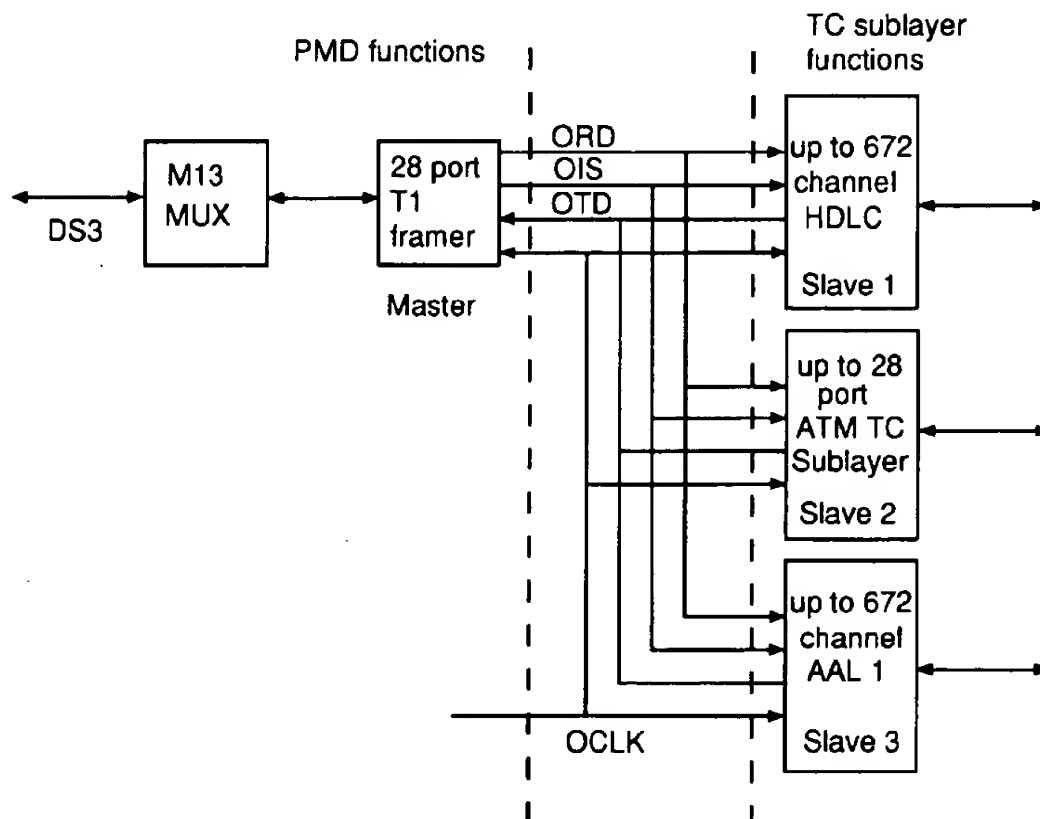 PMD functions
TC sublayer
functions
DS3
M13
MUX
28 port
T1
framer
Master
ORD
OIS
OTD
OCLK
up to 672
channel
HDLC
Slave 1
up to 28
port
ATM TC
Sublayer
Slave 2
up to 672
channel
AAL 1
Slave 3